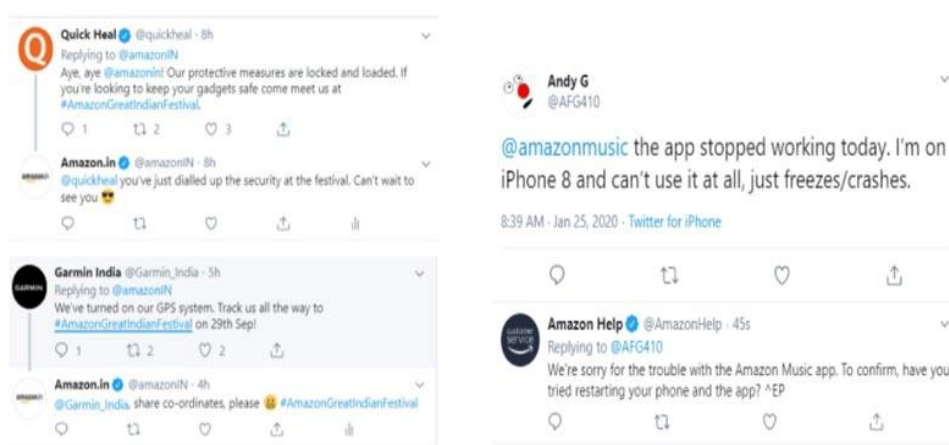 Quick Heal @quickheal · 8h
Replying to @amazonIN
Aye, aye @amazonin! Our protective measures are locked and loaded. If
you're looking to keep your gadgets safe come meet us at
#AmazonGreatIndianFestival.
1 2 3
Amazon.in @amazonIN · 8h
@quickheal you've just dialled up the security at the festival. Can't wait to
see you
GARMIN
Garmin India @Garmin_India · 5h
Replying to @amazonIN
We've turned on our GPS system. Track us all the way to
#AmazonGreatIndianFestival on 29th Sep!
1 2 2
Amazon.in @amazonIN · 4h
@Garmin_India, share co-ordinates, please #AmazonGreatIndianFestival
Andy G
@AFG410
@amazonmusic the app stopped working today. I'm on
iPhone 8 and can't use it at all, just freezes/crashes.
8:39 AM · Jan 25, 2020 · Twitter for iPhone
customer
service
Amazon Help @AmazonHelp · 45s
Replying to @AFG410
We're sorry for the trouble with the Amazon Music app. To confirm, have you
tried restarting your phone and the app? ^EP